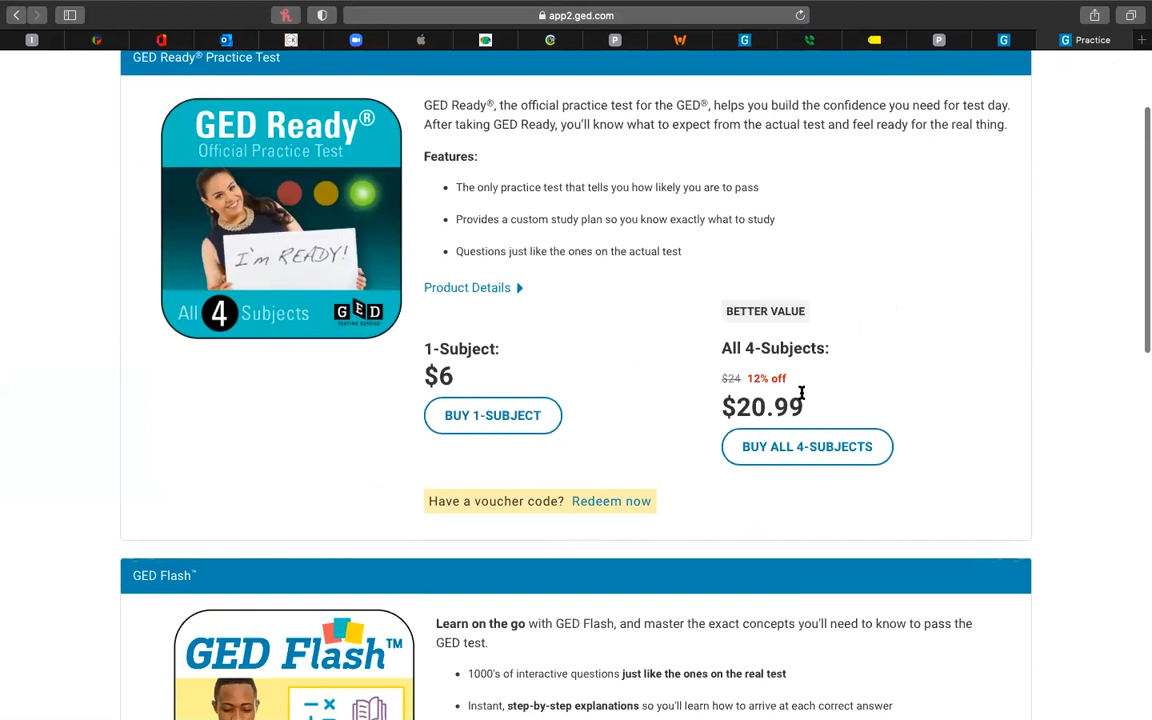 app2.ged.com
Practice
GED Ready® Practice Test
GED Ready®
Official Practice Test
I'm READY!
All 4 Subjects
GED
TESTING SERVICE
GED Ready®, the official practice test for the GED®, helps you build the confidence you need for test day.
After taking GED Ready, you'll know what to expect from the actual test and feel ready for the real thing.
Features:
• The only practice test that tells you how likely you are to pass
• Provides a custom study plan so you know exactly what to study
• Questions just like the ones on the actual test
Product Details
BETTER VALUE
1-Subject:
$6
BUY 1-SUBJECT
All 4-Subjects:
$24 12% off
$20.99
BUY ALL 4-SUBJECTS
Have a voucher code? Redeem now
GED Flash™
GED Flash™
Learn on the go with GED Flash, and master the exact concepts you'll need to know to pass the
GED test.
• 1000's of interactive questions just like the ones on the real test
• Instant, step-by-step explanations so you'll learn how to arrive at each correct answer